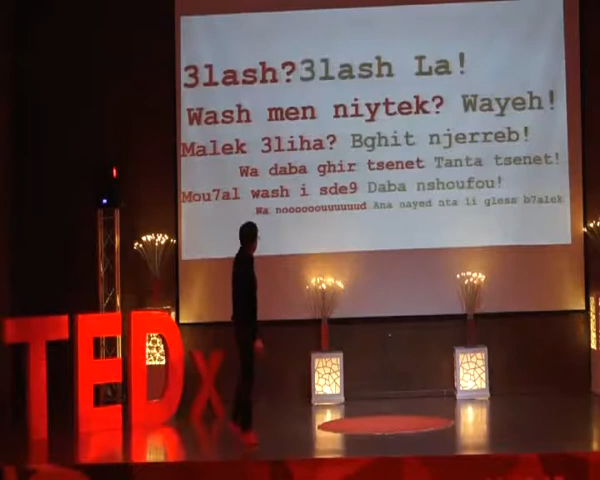 3lash?3lash La!
Wash men niytek? Wayeh!
Malek 3liha? Bghit njerreb!
Wa daba ghir tsenet Tanta tsenet!
Mou7al wash i sde9 Daba nshoufou!
Wa noooooouuuuuud Ana nayed nta li gless b7alek
TEDx